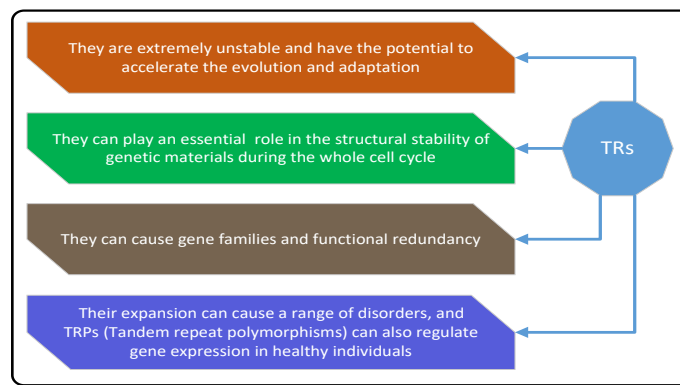 They are extremely unstable and have the potential to
accelerate the evolution and adaptation
They can play an essential role in the structural stability of
genetic materials during the whole cell cycle
TRs
They can cause gene families and functional redundancy
Their expansion can cause a range of disorders, and
TRPs (Tandem repeat polymorphisms) can also regulate
gene expression in healthy individuals